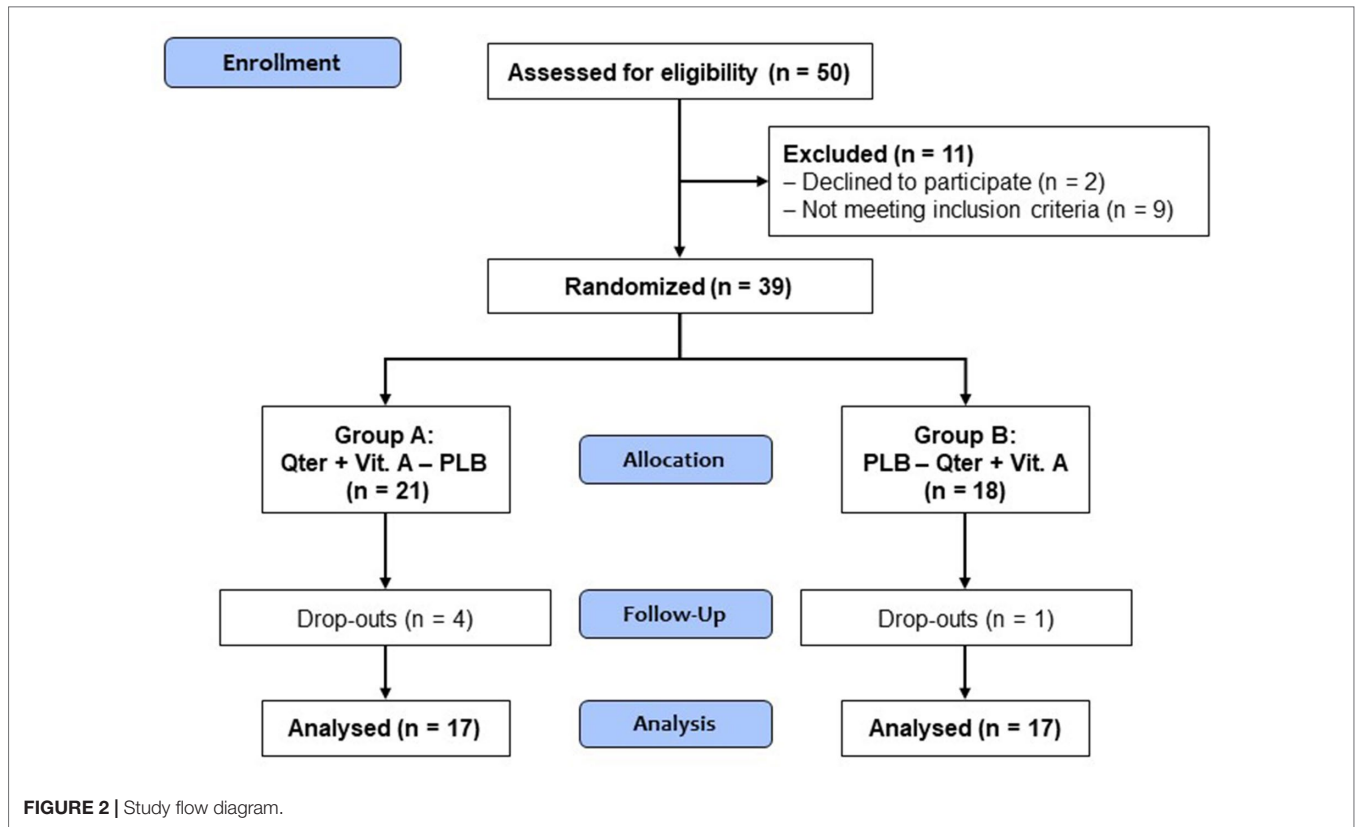 Enrollment
Assessed for eligibility (n = 50)
Excluded (n = 11)
– Declined to participate (n = 2)
– Not meeting inclusion criteria (n = 9)
Randomized (n = 39)
Group A:
Qter + Vit. A – PLB
(n = 21)
Allocation
Group B:
PLB – Qter + Vit. A
(n = 18)
Drop-outs (n = 4)
Follow-Up
Drop-outs (n = 1)
Analysed (n = 17)
Analysis
Analysed (n = 17)
FIGURE 2 | Study flow diagram.